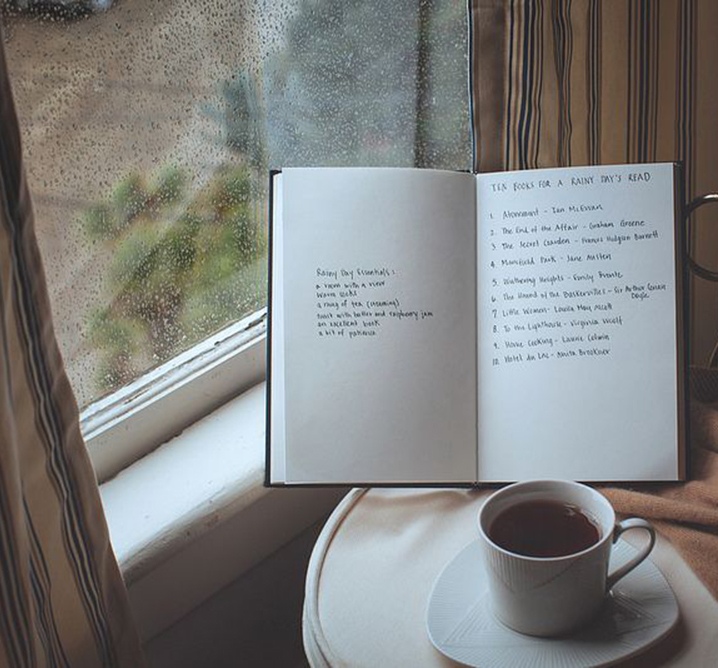 Rainy Day Essentials:
a room with a view
warm socks
a mug of tea (steaming)
toast with butter and raspberry jam
an excellent book
a bit of patience
TEN BOOKS FOR A RAINY DAY'S READ
1. Atonement - Ian McEwan
2. The End of the Affair - Graham Greene
3. The Secret Garden - Frances Hodgson Burnett
4. Mansfield Park - Jane Austen
5. Wuthering Heights - Emily Bronte
6. The Hound of the Baskervilles - Sir Arthur Conan
Doyle
7. Little Women - Louisa May Alcott
8. To the Lighthouse - Virginia Woolf
9. Home Cooking - Laurie Colwin
10. Hotel du Lac - Anita Brookner